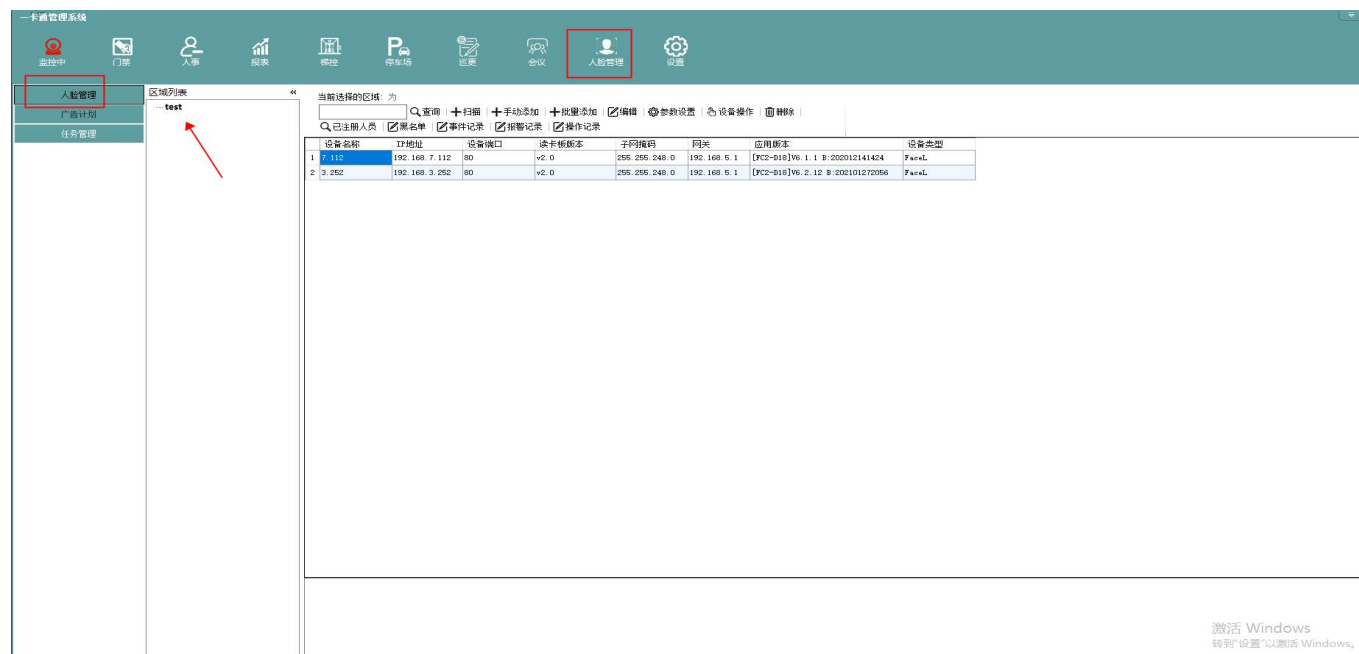 一卡通管理系统
监控中 门禁 人事 报表 梯控 停车场 巡更 会议 人脸管理 设置
人脸管理
广告计划
任务管理
区域列表 «
test
当前选择的区域: 为
查询 扫描 手动添加 批量添加 编辑 参数设置 设备操作 删除
已注册人员 黑名单 事件记录 报警记录 操作记录
设备名称 IP地址 设备端口 读卡板版本 子网掩码 网关 应用版本 设备类型
1 7.112 192.168.7.112 80 v2.0 255.255.248.0 192.168.5.1 [FC2-D18]V6.1.1 B:202012141424 FaceL
2 3.252 192.168.3.252 80 v2.0 255.255.248.0 192.168.5.1 [FC2-D18]V6.2.12 B:202101272056 FaceL
激活 Windows
转到"设置"以激活 Windows。